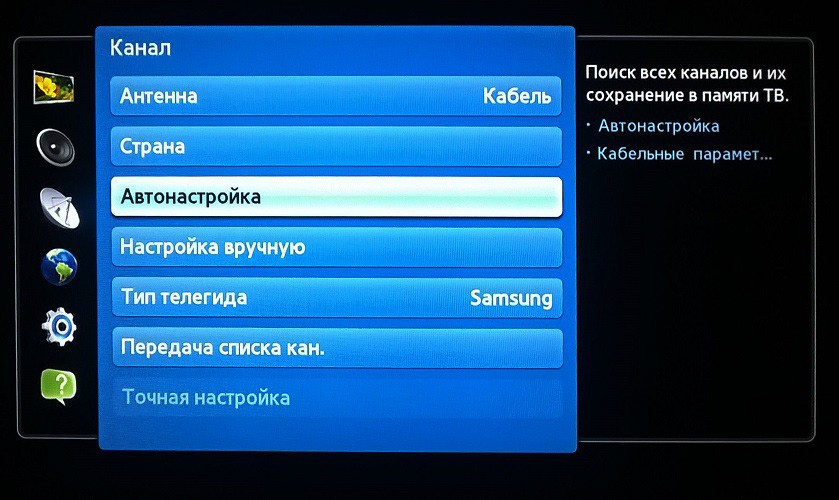 Канал
Антенна Кабель
Страна
Автонастройка
Настройка вручную
Тип телегида Samsung
Передача списка кан.
Точная настройка
Поиск всех каналов и их
сохранение в памяти ТВ.
· Автонастройка
· Кабельные парамет...
?